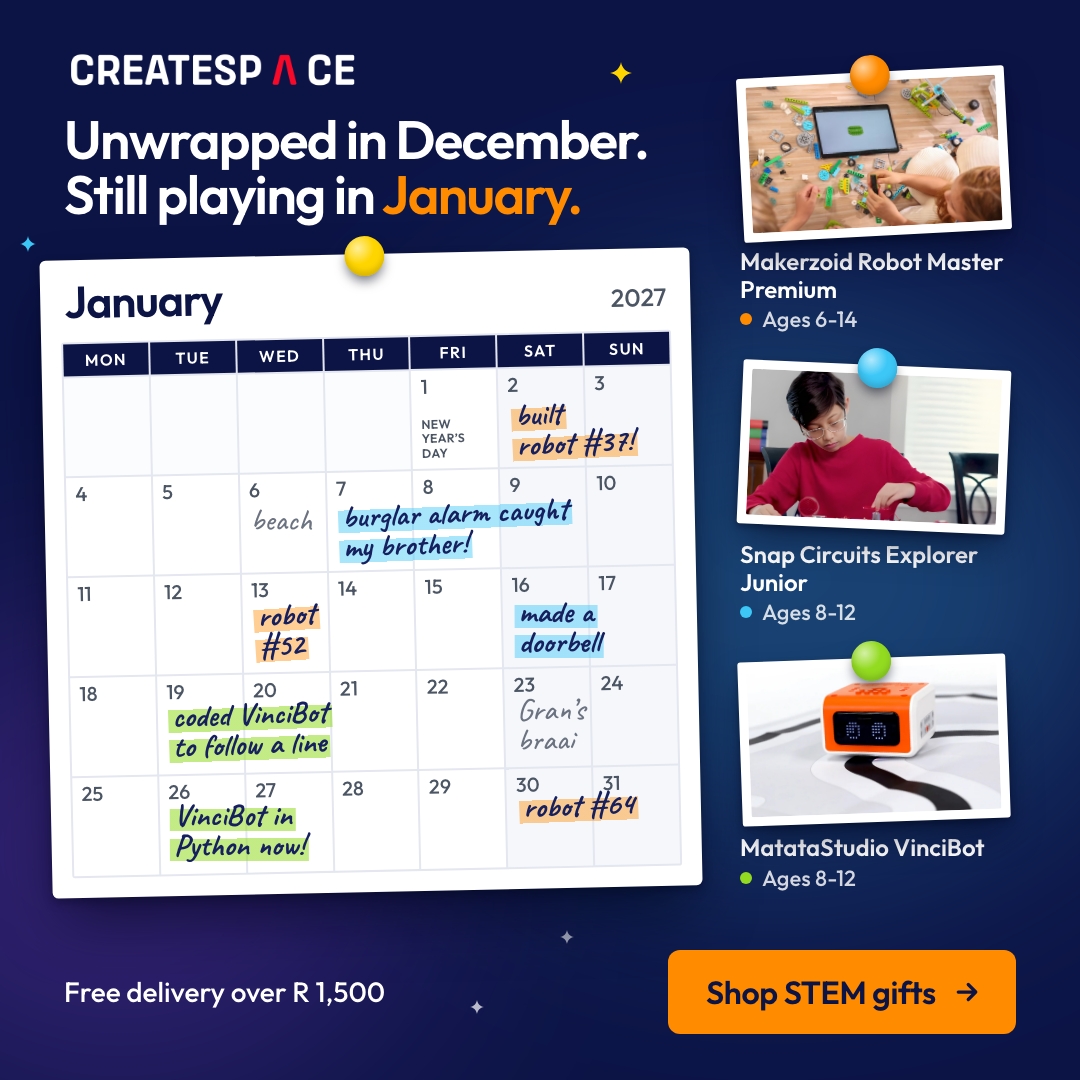 CREATESPACE
Unwrapped in December.
Still playing in January.
January 2027
MON TUE WED THU FRI SAT SUN
1 2 3
NEW
YEAR'S
DAY
built
robot #37!
4 5 6 7 8 9 10
beach
burglar alarm caught
my brother!
11 12 13 14 15 16 17
robot
#52
made a
doorbell
18 19 20 21 22 23 24
coded VinciBot
to follow a line
Gran's
braai
25 26 27 28 29 30 31
VinciBot in
Python now!
robot #64
Makerzoid Robot Master
Premium
Ages 6-14
Snap Circuits Explorer
Junior
Ages 8-12
MatataStudio VinciBot
Ages 8-12
Free delivery over R 1,500
Shop STEM gifts →